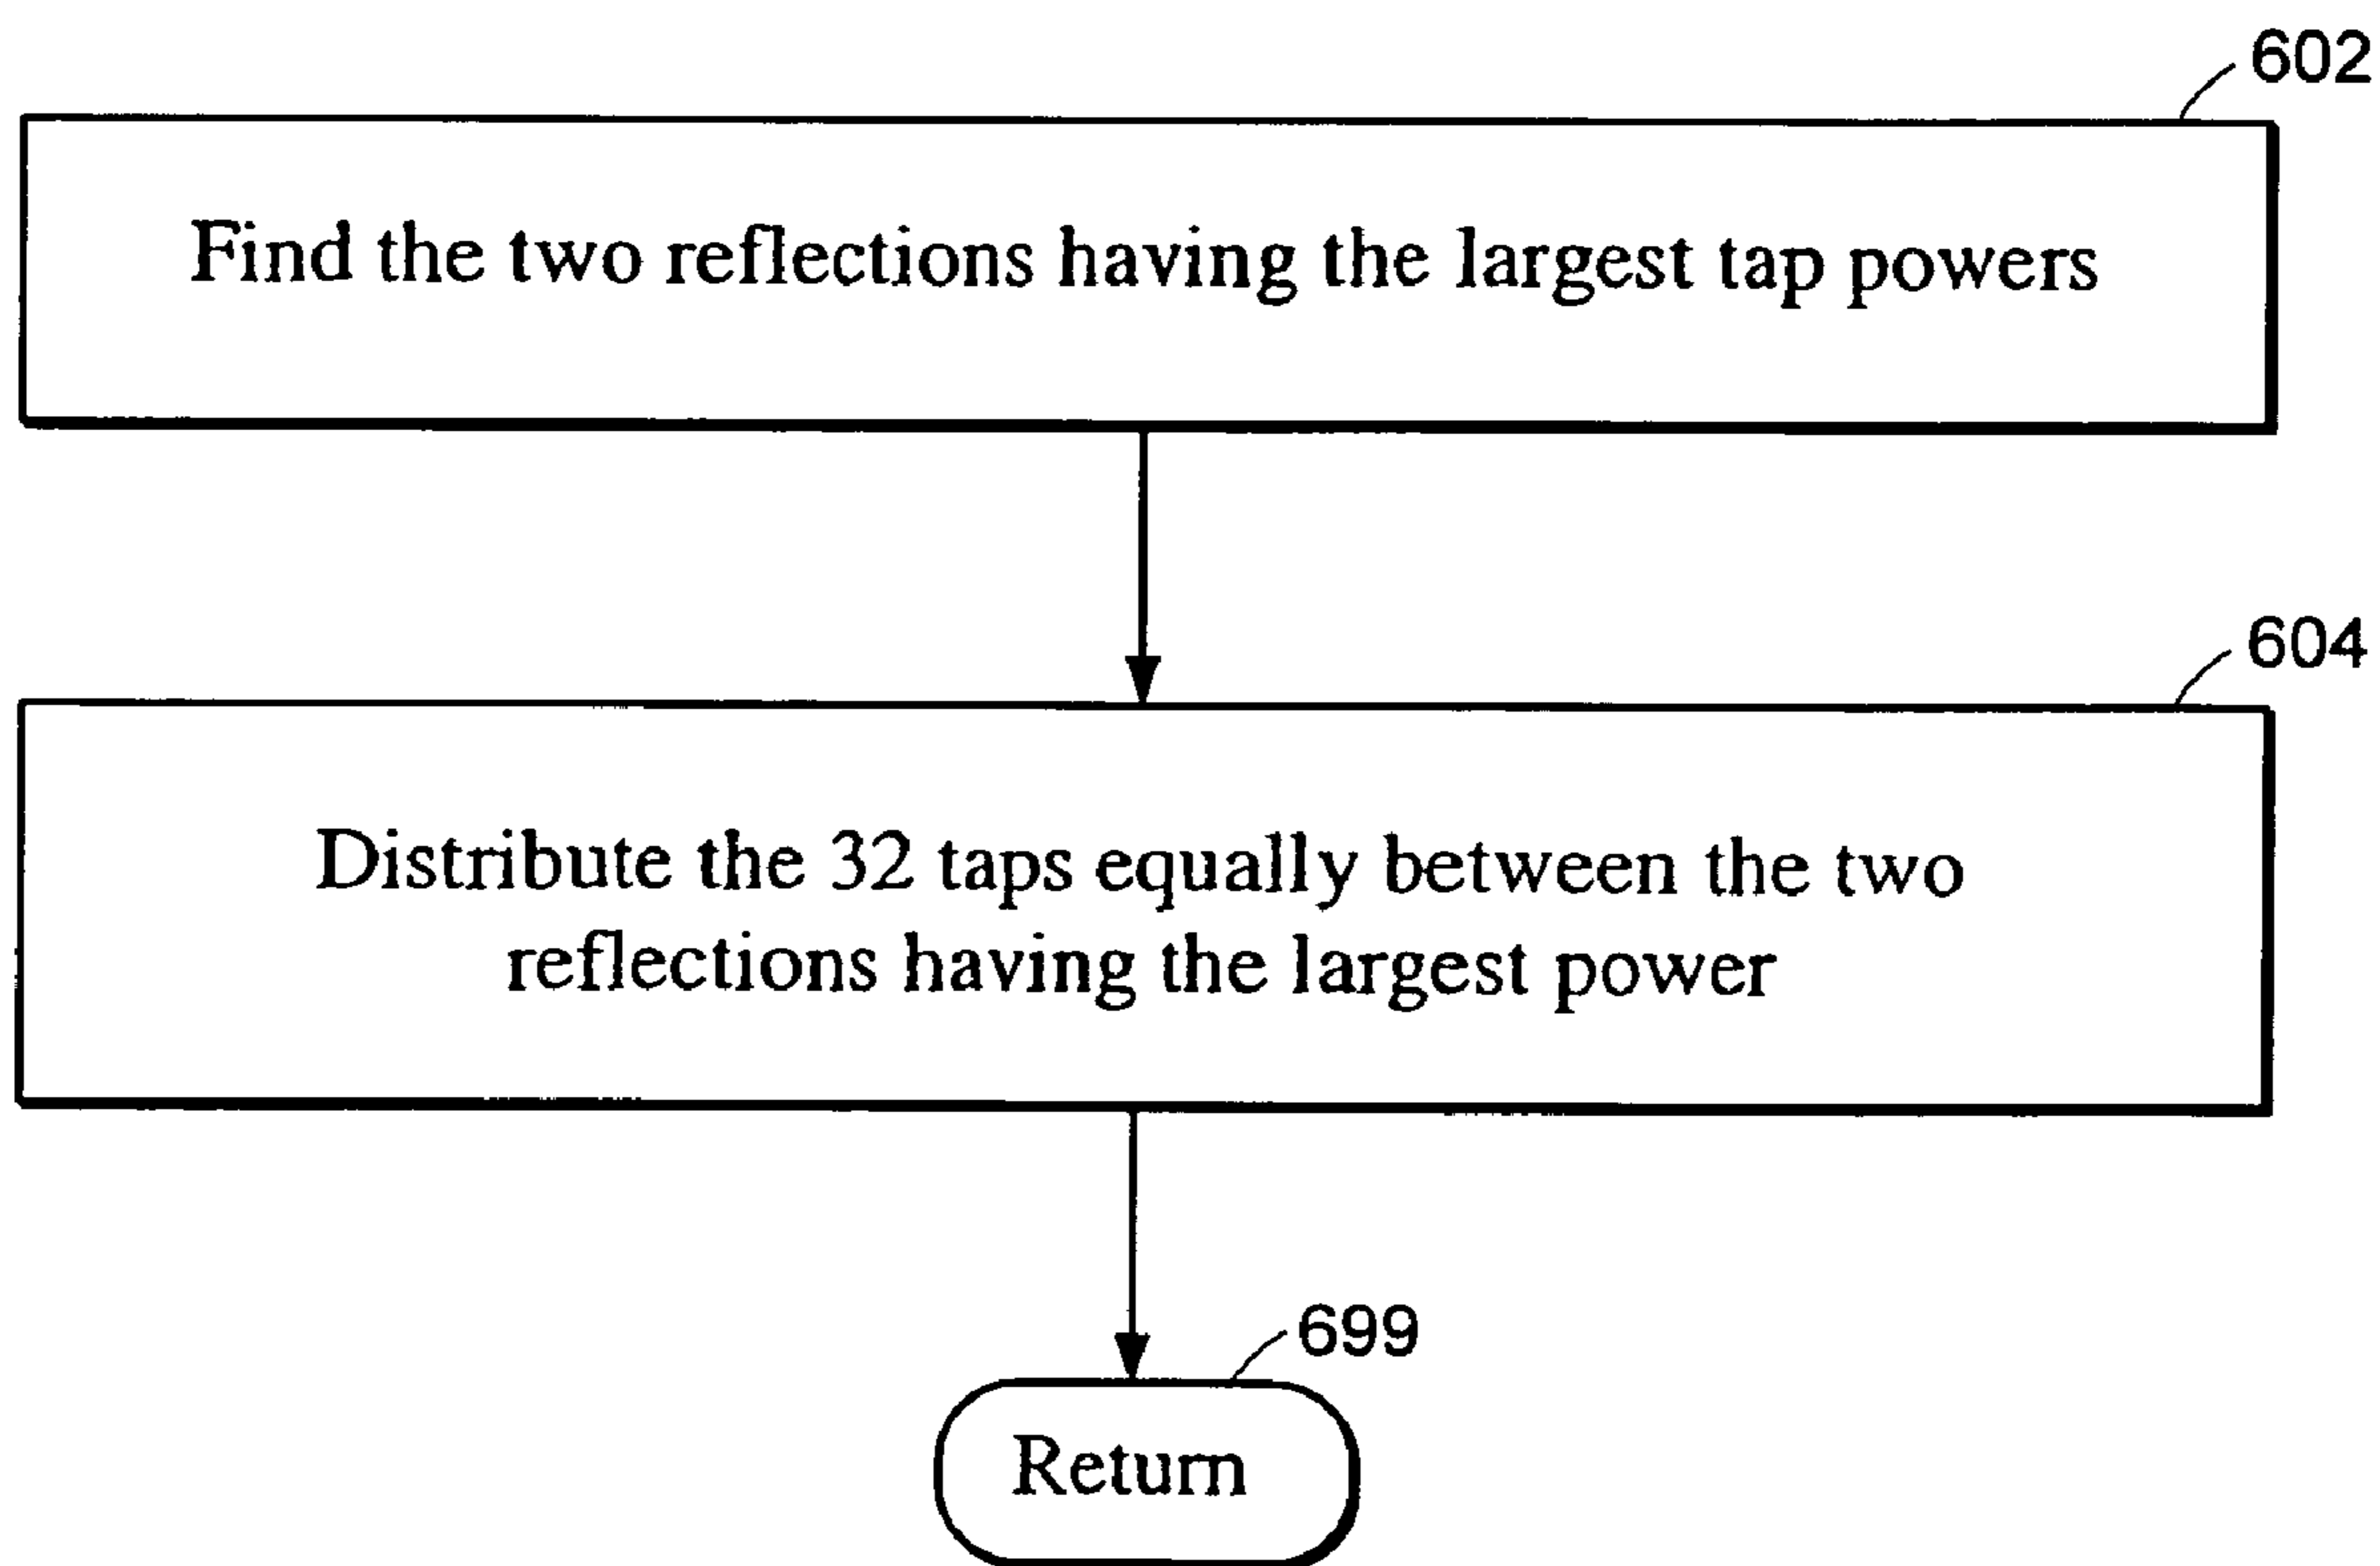 602
Find the two reflections having the largest tap powers
604
Distribute the 32 taps equally between the two
reflections having the largest power
699
Return